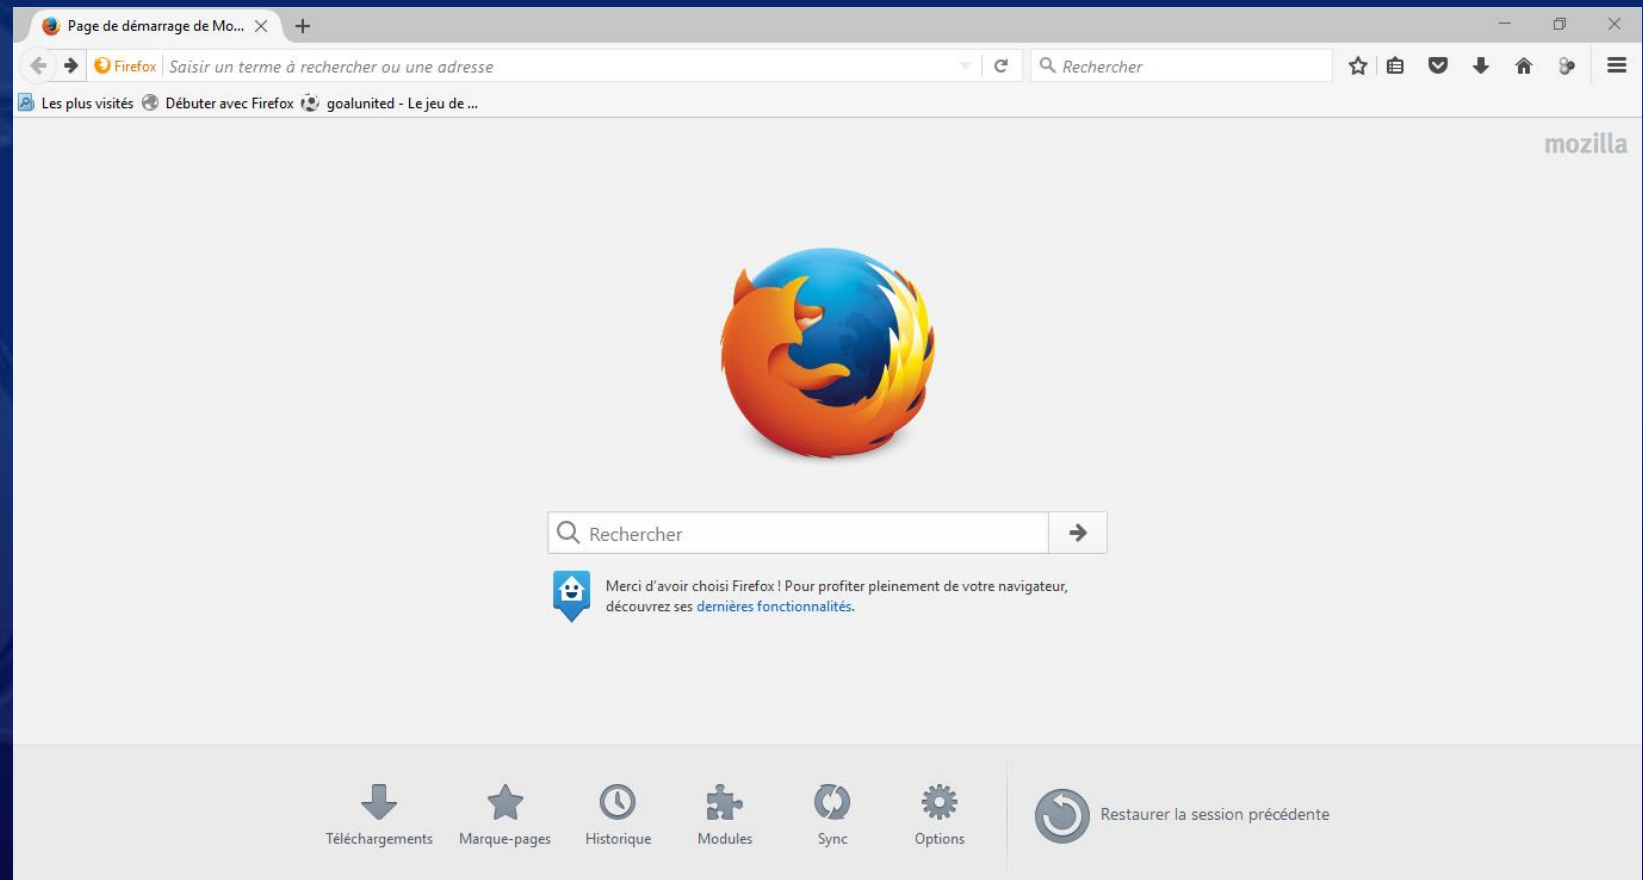 Page de démarrage de Mo...
Firefox Saisir un terme à rechercher ou une adresse
Rechercher
Les plus visités Débuter avec Firefox goalunited - Le jeu de ...
mozilla
Rechercher
Merci d'avoir choisi Firefox ! Pour profiter pleinement de votre navigateur,
découvrez ses dernières fonctionnalités.
Téléchargements Marque-pages Historique Modules Sync Options
Restaurer la session précédente